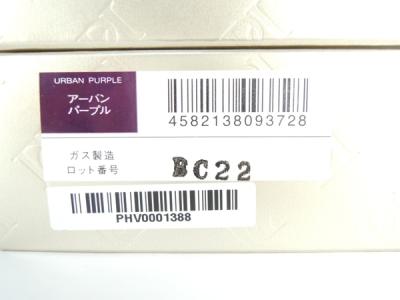 URBAN PURPLE
アーバン
パープル
4582138093728
ガス製造
ロット番号
BC22
PHV0001388